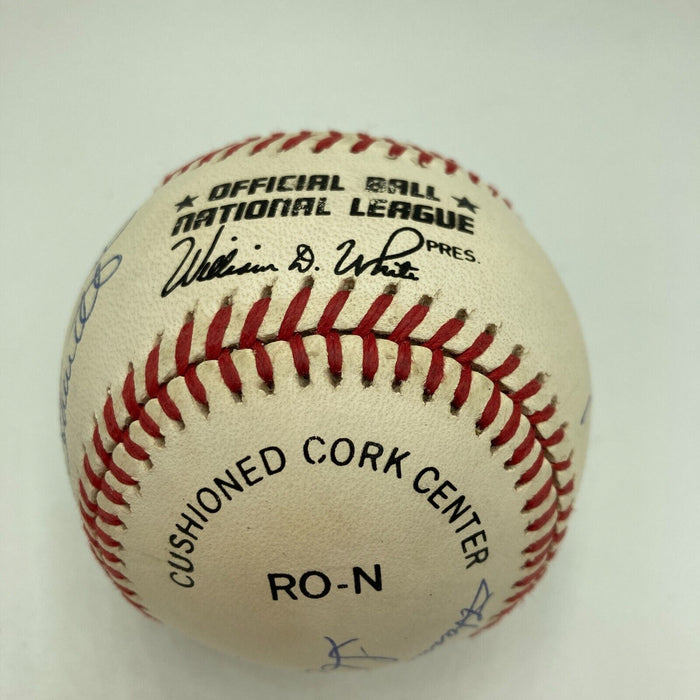 ★ OFFICIAL BALL ★
NATIONAL LEAGUE
William D. White PRES.
CUSHIONED CORK CENTER
RO-N